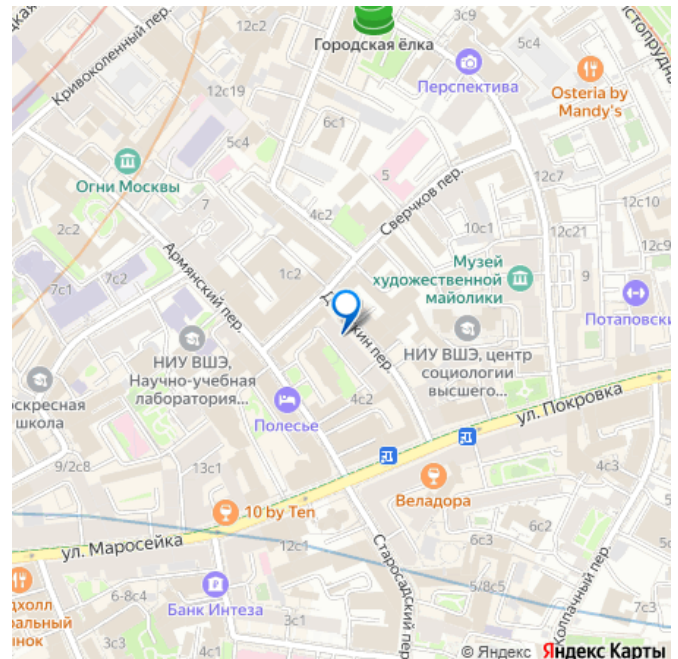 3с9
12с2
Городская ёлка
5с4
Кривоколенный пер.
Перспектива
12с19
Osteria by
Mandy's
6с1
5с4
Огни Москвы
5
12с7
7
Сверчков пер.
12с10
4с2
2с2
10с1
12с21
12с9
Армянский пер.
Музей
художественной
майолики
1с2
7с2
9
7с1
Потаповски
НИУ ВШЭ,
Научно-учебная
лаборатория...
НИУ ВШЭ, центр
социологии
высшего...
кин пер.
скресная
школа
Полесье
4с2
ул. Покровка
9/2с8
13с1
4с3
Веладора
10 by Ten
6с2
6с3
ул. Маросейка
12с1
Старосадский пер
5/8с5
Колпачный пер.
6-8с4
Банк Интеза
7с3
3с1
4с1
3с3
© Яндекс Яндекс Карты